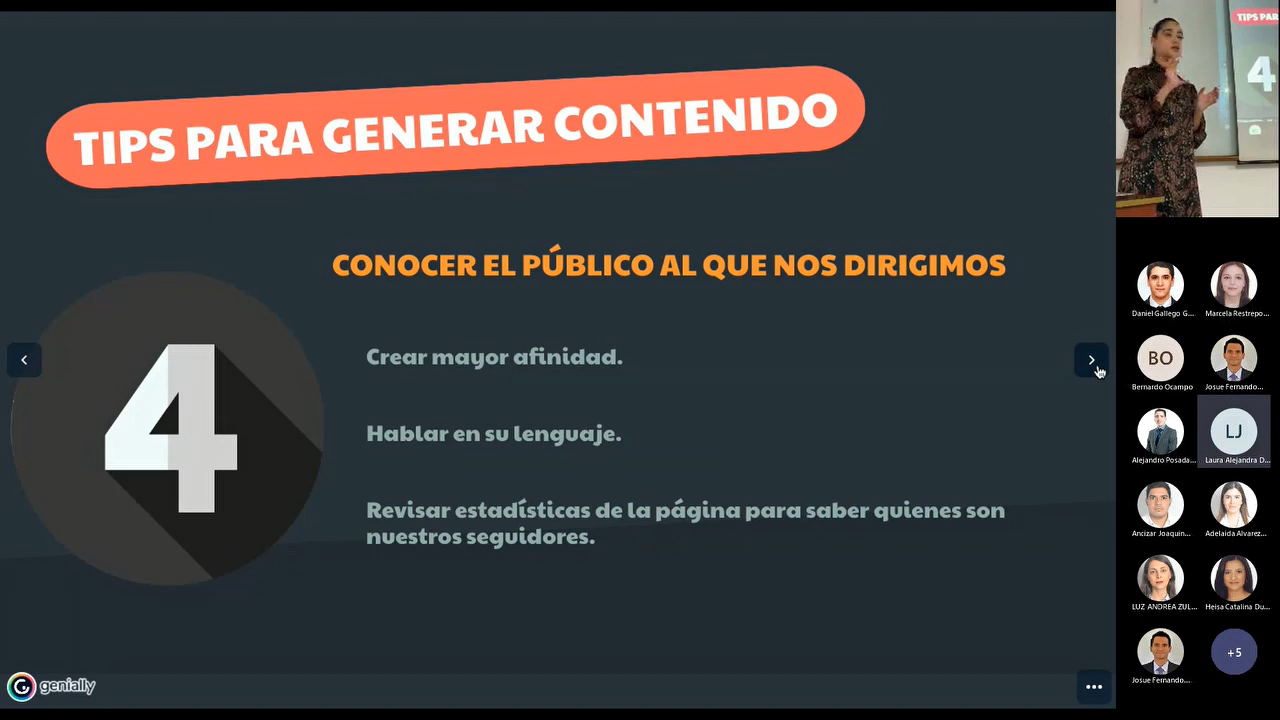 TIPS PARA GENERAR CONTENIDO
CONOCER EL PÚBLICO AL QUE NOS DIRIGIMOS
4
Crear mayor afinidad.
Hablar en su lenguaje.
Revisar estadísticas de la página para saber quienes son
nuestros seguidores.
genially
TIPS PAR
4
Daniel Gallego G...
Marcela Restrepo...
BO
Bernardo Ocampo
Josue Fernando...
Alejandro Posada...
LJ
Laura Alejandra D...
Ancizar Joaquin...
Adelaida Alvarez...
LUZ ANDREA ZUL...
Heisa Catalina Du...
Josue Fernando...
+5